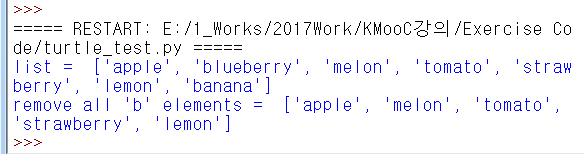 >>>
===== RESTART: E:/1_Works/2017Work/KMooC강의/Exercise Co
de/turtle_test.py =====
list =  ['apple', 'blueberry', 'melon', 'tomato', 'straw
berry', 'lemon', 'banana']
remove all 'b' elements =  ['apple', 'melon', 'tomato',
'strawberry', 'lemon']
>>>